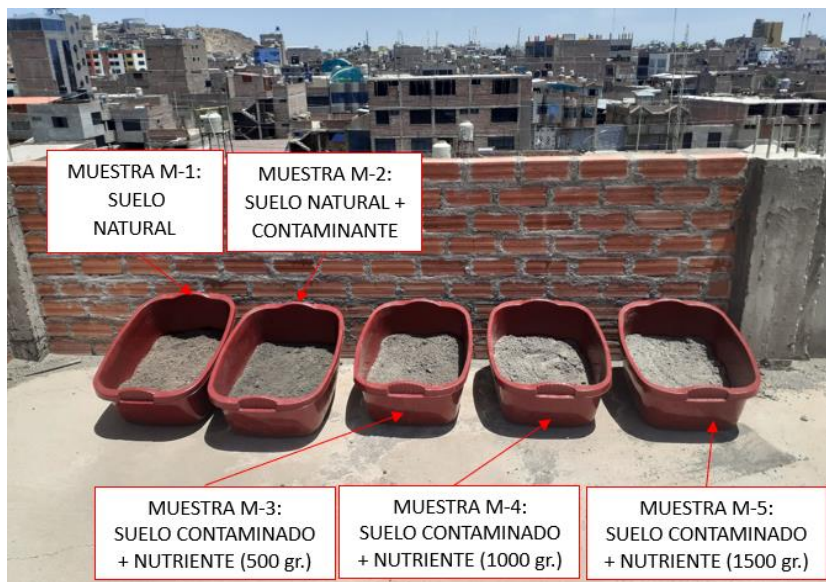 MUESTRA M-1:
SUELO
NATURAL
MUESTRA M-2:
SUELO NATURAL +
CONTAMINANTE
MUESTRA M-3:
SUELO CONTAMINADO
+ NUTRIENTE (500 gr.)
MUESTRA M-4:
SUELO CONTAMINADO
+ NUTRIENTE (1000 gr.)
MUESTRA M-5:
SUELO CONTAMINADO
+ NUTRIENTE (1500 gr.)